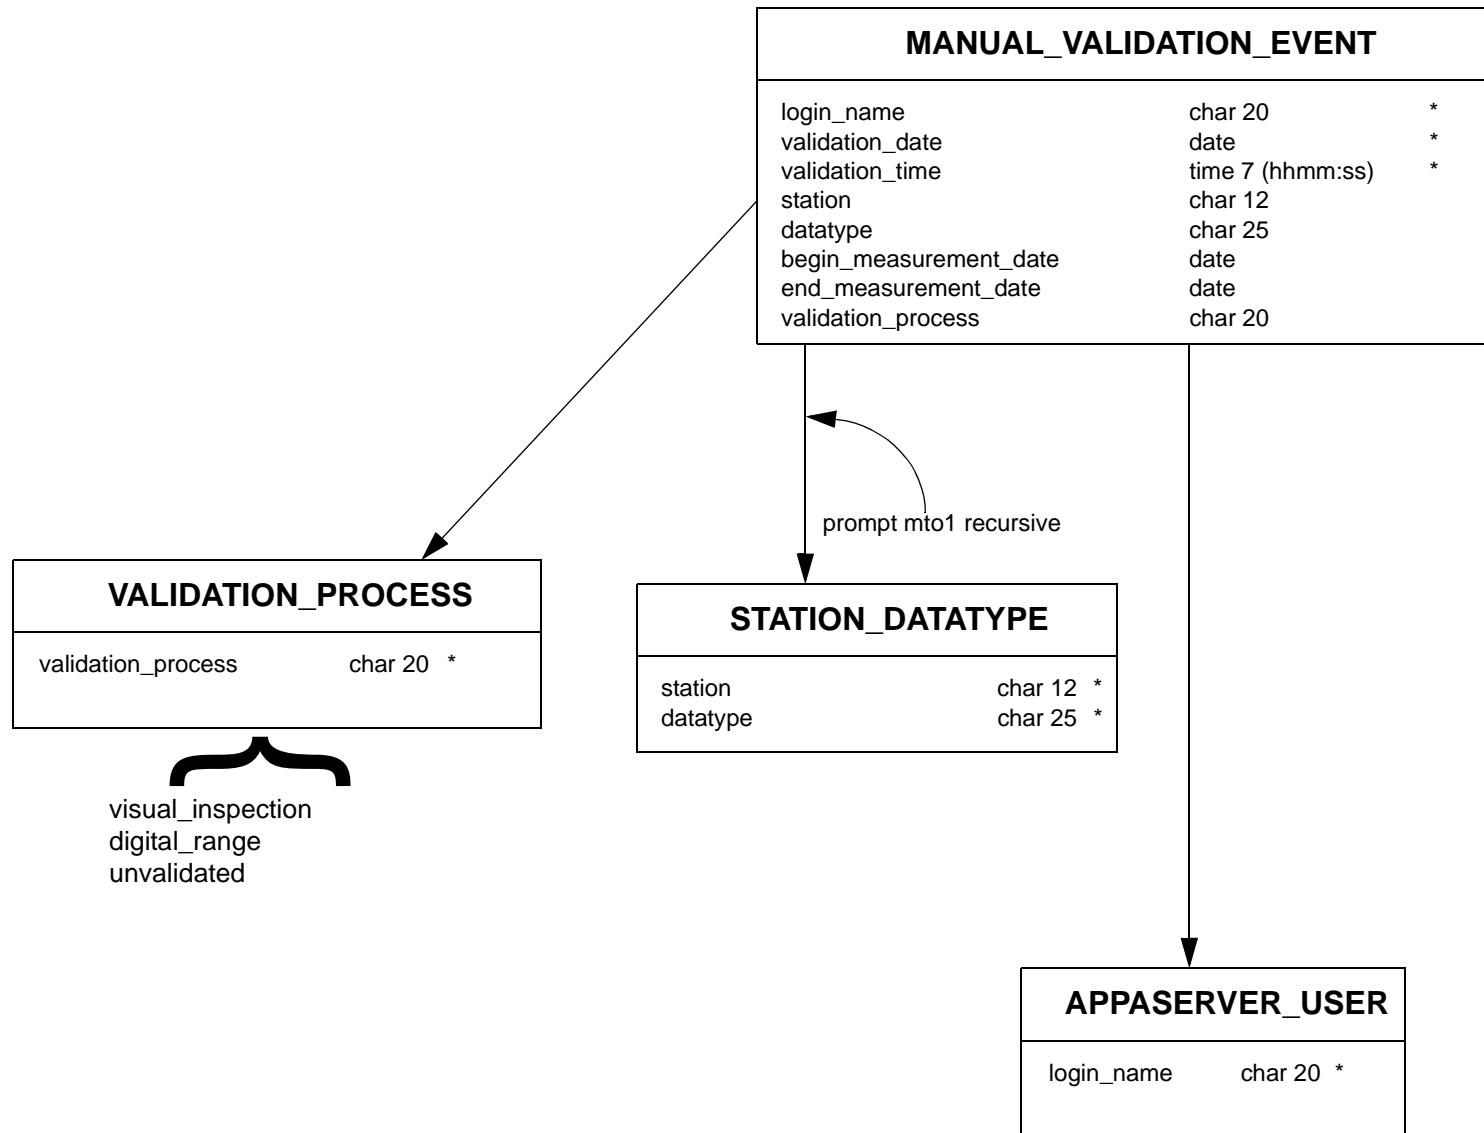 MANUAL_VALIDATION_EVENT
login_name char 20 *
validation_date date *
validation_time time 7 (hhmm:ss) *
station char 12
datatype char 25
begin_measurement_date date
end_measurement_date date
validation_process char 20
prompt mto1 recursive
VALIDATION_PROCESS
validation_process char 20 *
visual_inspection
digital_range
unvalidated
STATION_DATATYPE
station char 12 *
datatype char 25 *
APPASERVER_USER
login_name char 20 *